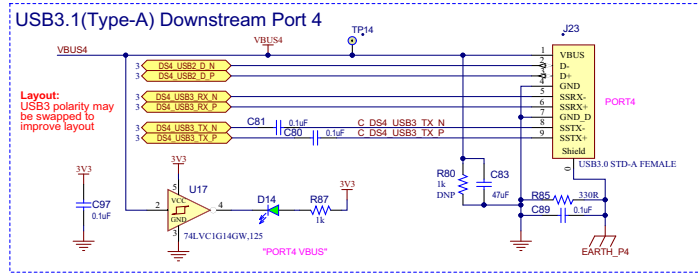 USB3.1(Type-A) Downstream Port 4
TP14
J23
VBUS4
VBUS4
1 VBUS
3 DS4_USB2_D_N
2 D-
3 DS4_USB2_D_P
3 D+
4 GND
Layout:
USB3 polarity may
be swapped to
improve layout
3 DS4_USB3_RX_N
5 SSRX-
3 DS4_USB3_RX_P
6 SSRX+
PORT4
7 GND_D
3 DS4_USB3_TX_N
C81 0.1uF
C_DS4_USB3_TX_N
8 SSTX-
3 DS4_USB3_TX_P
C80 0.1uF
C_DS4_USB3_TX_P
9 SSTX+
Shield
USB3.0 STD-A FEMALE
0
3V3
C97
0.1uF
3V3
U17
5
VCC
2
4
GND
3
74LVC1G14GW,125
D14
R87
1k
3V3
"PORT4 VBUS"
R80
1k
DNP
C83
47uF
R85 330R
C89 0.1uF
EARTH_P4